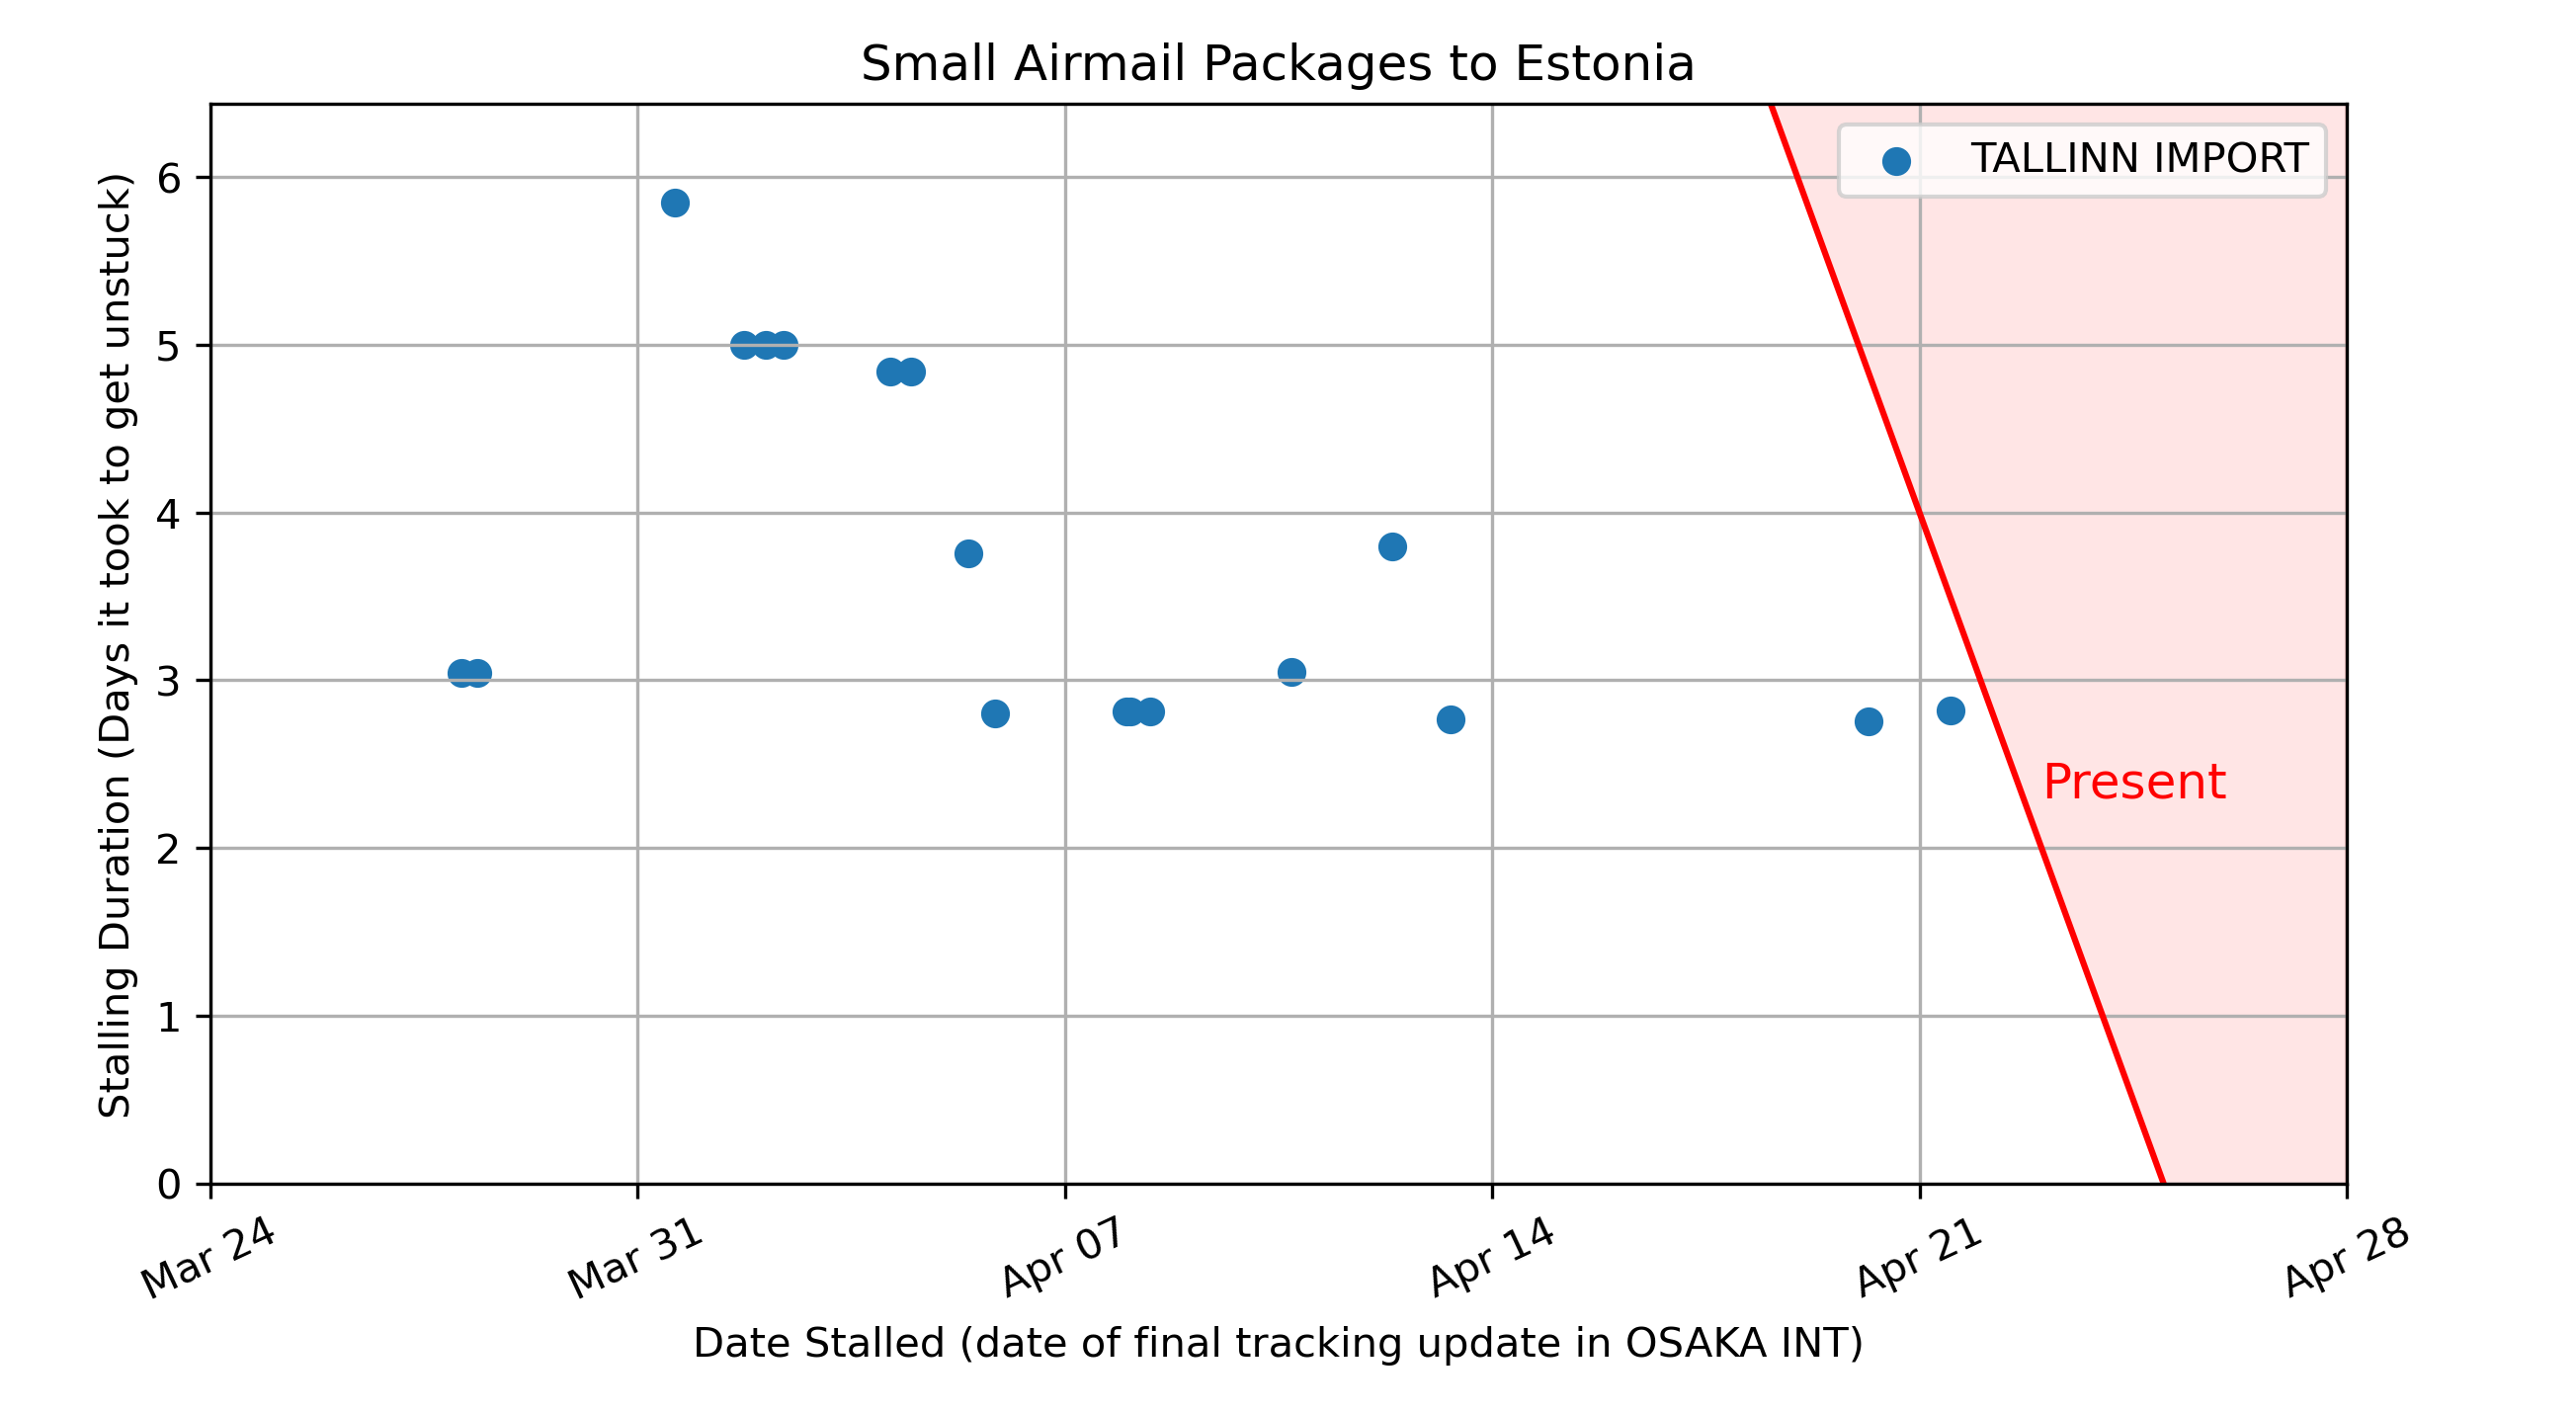 Small Airmail Packages to Estonia
TALLINN IMPORT
Stalling Duration (Days it took to get unstuck)
6
5
4
3
2
1
0
Present
Mar 24
Mar 31
Apr 07
Apr 14
Apr 21
Apr 28
Date Stalled (date of final tracking update in OSAKA INT)